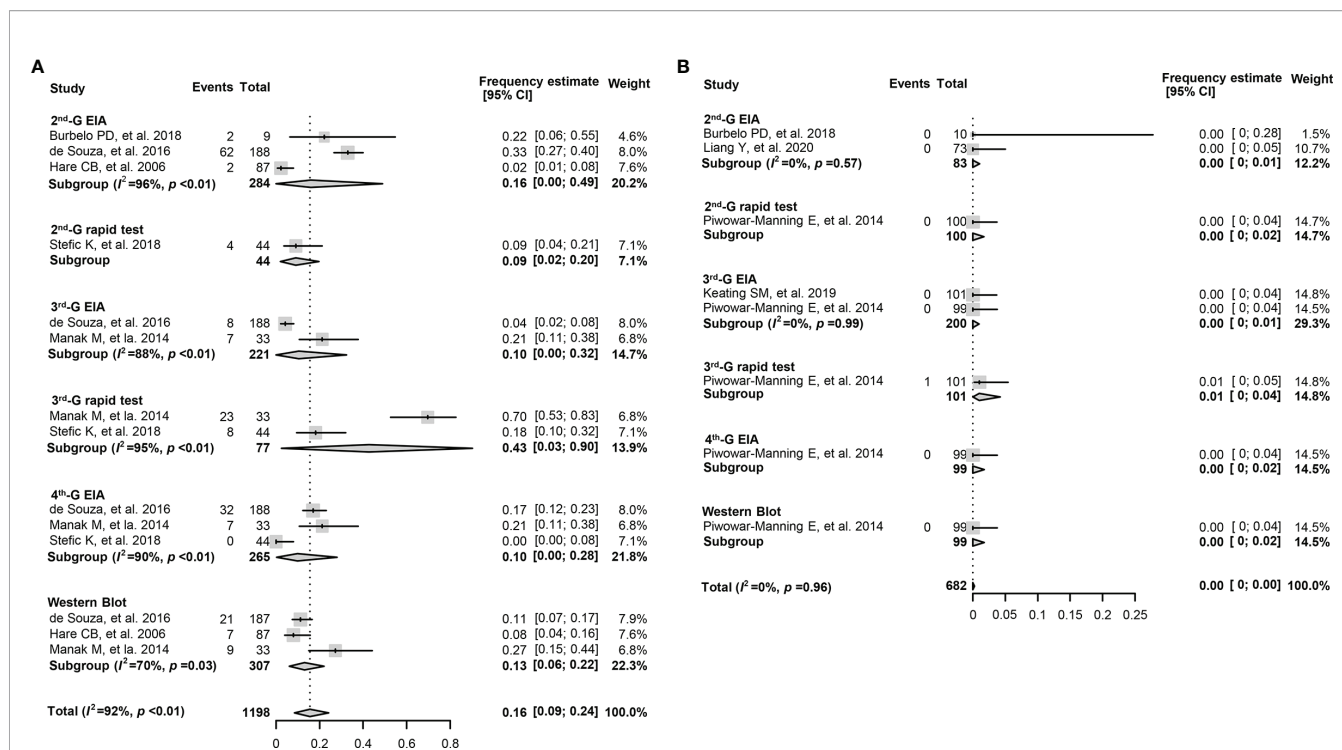 A
Study Events Total Frequency estimate [95% CI] Weight
2nd-G EIA
Burbelo PD, et al. 2018 2 9 0.22 [0.06; 0.55] 4.6%
de Souza, et al. 2016 62 188 0.33 [0.27; 0.40] 8.0%
Hare CB, et al. 2006 2 87 0.02 [0.01; 0.08] 7.6%
Subgroup (I2=96%, p <0.01) 284 0.16 [0.00; 0.49] 20.2%
2nd-G rapid test
Stefic K, et al. 2018 4 44 0.09 [0.04; 0.21] 7.1%
Subgroup 44 0.09 [0.02; 0.20] 7.1%
3rd-G EIA
de Souza, et al. 2016 8 188 0.04 [0.02; 0.08] 8.0%
Manak M, et al. 2014 7 33 0.21 [0.11; 0.38] 6.8%
Subgroup (I2=88%, p <0.01) 221 0.10 [0.00; 0.32] 14.7%
3rd-G rapid test
Manak M, et la. 2014 23 33 0.70 [0.53; 0.83] 6.8%
Stefic K, et al. 2018 8 44 0.18 [0.10; 0.32] 7.1%
Subgroup (I2=95%, p <0.01) 77 0.43 [0.03; 0.90] 13.9%
4th-G EIA
de Souza, et al. 2016 32 188 0.17 [0.12; 0.23] 8.0%
Manak M, et la. 2014 7 33 0.21 [0.11; 0.38] 6.8%
Stefic K, et al. 2018 0 44 0.00 [0.00; 0.08] 7.1%
Subgroup (I2=90%, p <0.01) 265 0.10 [0.00; 0.28] 21.8%
Western Blot
de Souza, et al. 2016 21 187 0.11 [0.07; 0.17] 7.9%
Hare CB, et al. 2006 7 87 0.08 [0.04; 0.16] 7.6%
Manak M, et al. 2014 9 33 0.27 [0.15; 0.44] 6.8%
Subgroup (I2=70%, p =0.03) 307 0.13 [0.06; 0.22] 22.3%
Total (I2=92%, p <0.01) 1198 0.16 [0.09; 0.24] 100.0%
0 0.2 0.4 0.6 0.8
B
Study Events Total Frequency estimate [95% CI] Weight
2nd-G EIA
Burbelo PD, et al. 2018 0 10 0.00 [ 0; 0.28] 1.5%
Liang Y, et al. 2020 0 73 0.00 [ 0; 0.05] 10.7%
Subgroup (I2=0%, p =0.57) 83 0.00 [ 0; 0.01] 12.2%
2nd-G rapid test
Piwowar-Manning E, et al. 2014 0 100 0.00 [ 0; 0.04] 14.7%
Subgroup 100 0.00 [ 0; 0.02] 14.7%
3rd-G EIA
Keating SM, et al. 2019 0 101 0.00 [ 0; 0.04] 14.8%
Piwowar-Manning E, et al. 2014 0 99 0.00 [ 0; 0.04] 14.5%
Subgroup (I2=0%, p =0.99) 200 0.00 [ 0; 0.01] 29.3%
3rd-G rapid test
Piwowar-Manning E, et al. 2014 1 101 0.01 [ 0; 0.05] 14.8%
Subgroup 101 0.01 [ 0; 0.04] 14.8%
4th-G EIA
Piwowar-Manning E, et al. 2014 0 99 0.00 [ 0; 0.04] 14.5%
Subgroup 99 0.00 [ 0; 0.02] 14.5%
Western Blot
Piwowar-Manning E, et al. 2014 0 99 0.00 [ 0; 0.04] 14.5%
Subgroup 99 0.00 [ 0; 0.02] 14.5%
Total (I2=0%, p =0.96) 682 0.00 [ 0; 0.00] 100.0%
0 0.05 0.1 0.15 0.2 0.25